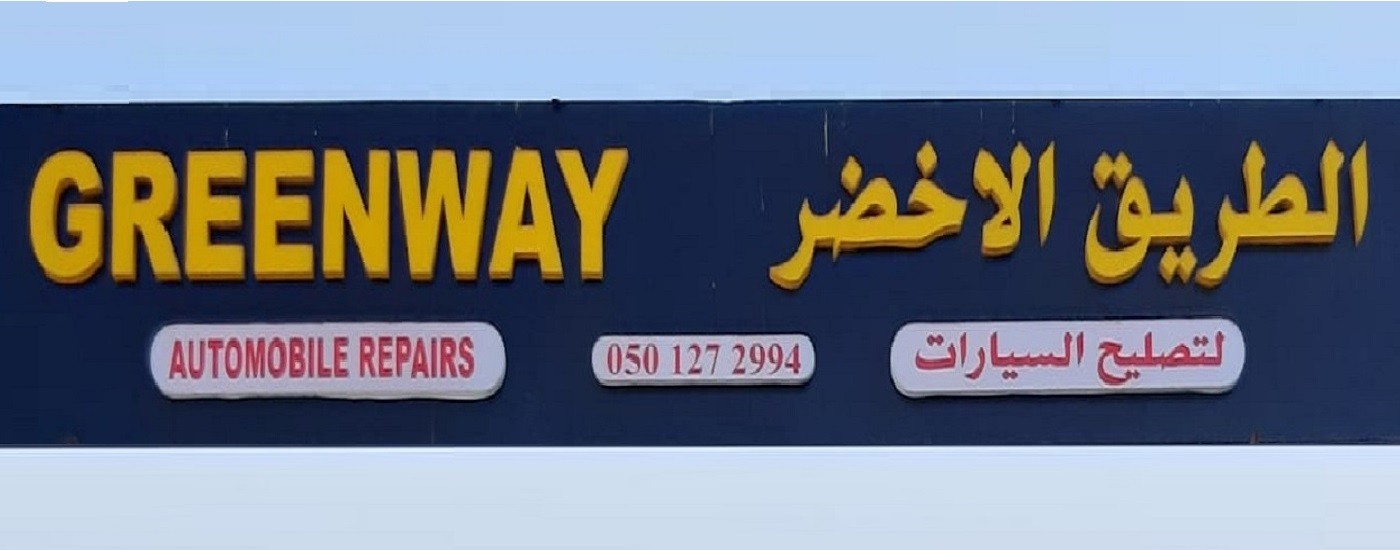 GREENWAY الطريق الاخضر
AUTOMOBILE REPAIRS 050 127 2994 لتصليح السيارات